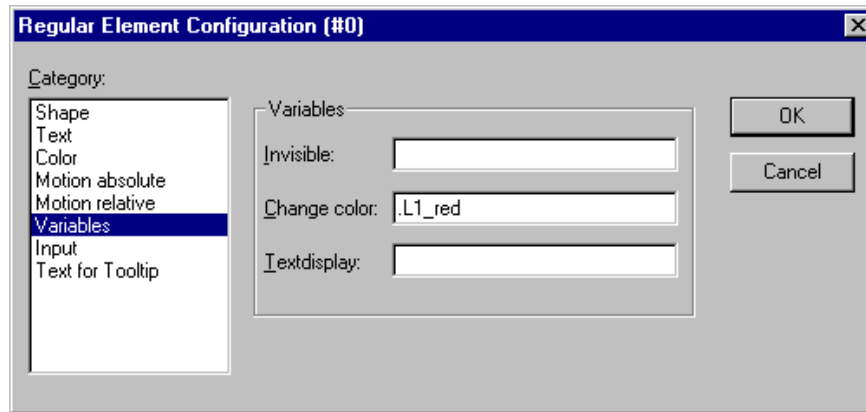 Regular Element Configuration (#0)
Category:
Shape
Text
Color
Motion absolute
Motion relative
Variables
Input
Text for Tooltip
Variables
Invisible:
Change color: .L1_red
Textdisplay:
OK
Cancel